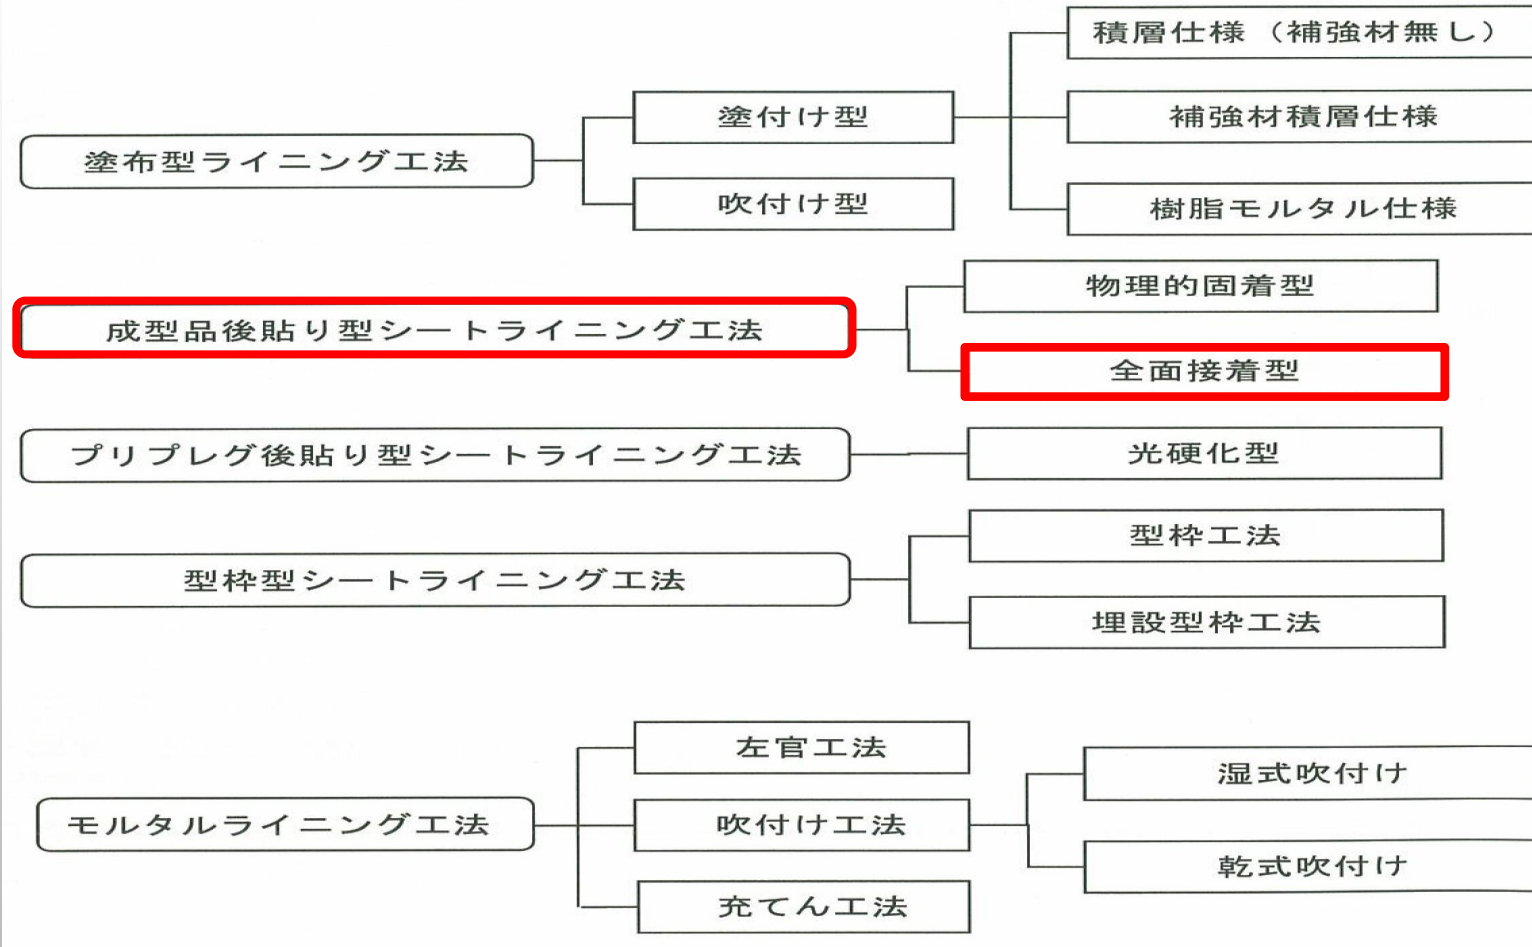 塗布型ライニング工法
塗付け型
積層仕様（補強材無し）
補強材積層仕様
樹脂モルタル仕様
吹付け型
成型品後貼り型シートライニング工法
物理的固着型
全面接着型
プリプレグ後貼り型シートライニング工法
光硬化型
型枠型シートライニング工法
型枠工法
埋設型枠工法
モルタルライニング工法
左官工法
吹付け工法
湿式吹付け
乾式吹付け
充てん工法